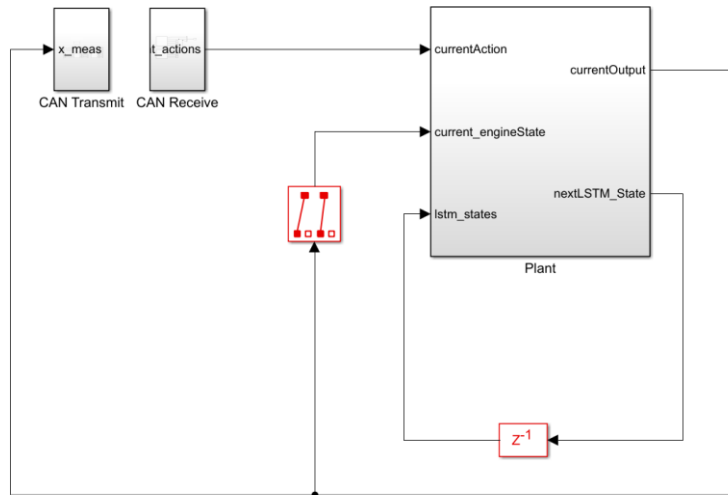 x_meas
t_actions
CAN Transmit
CAN Receive
currentAction
currentOutput
current_engineState
nextLSTM_State
lstm_states
Plant
Z-1